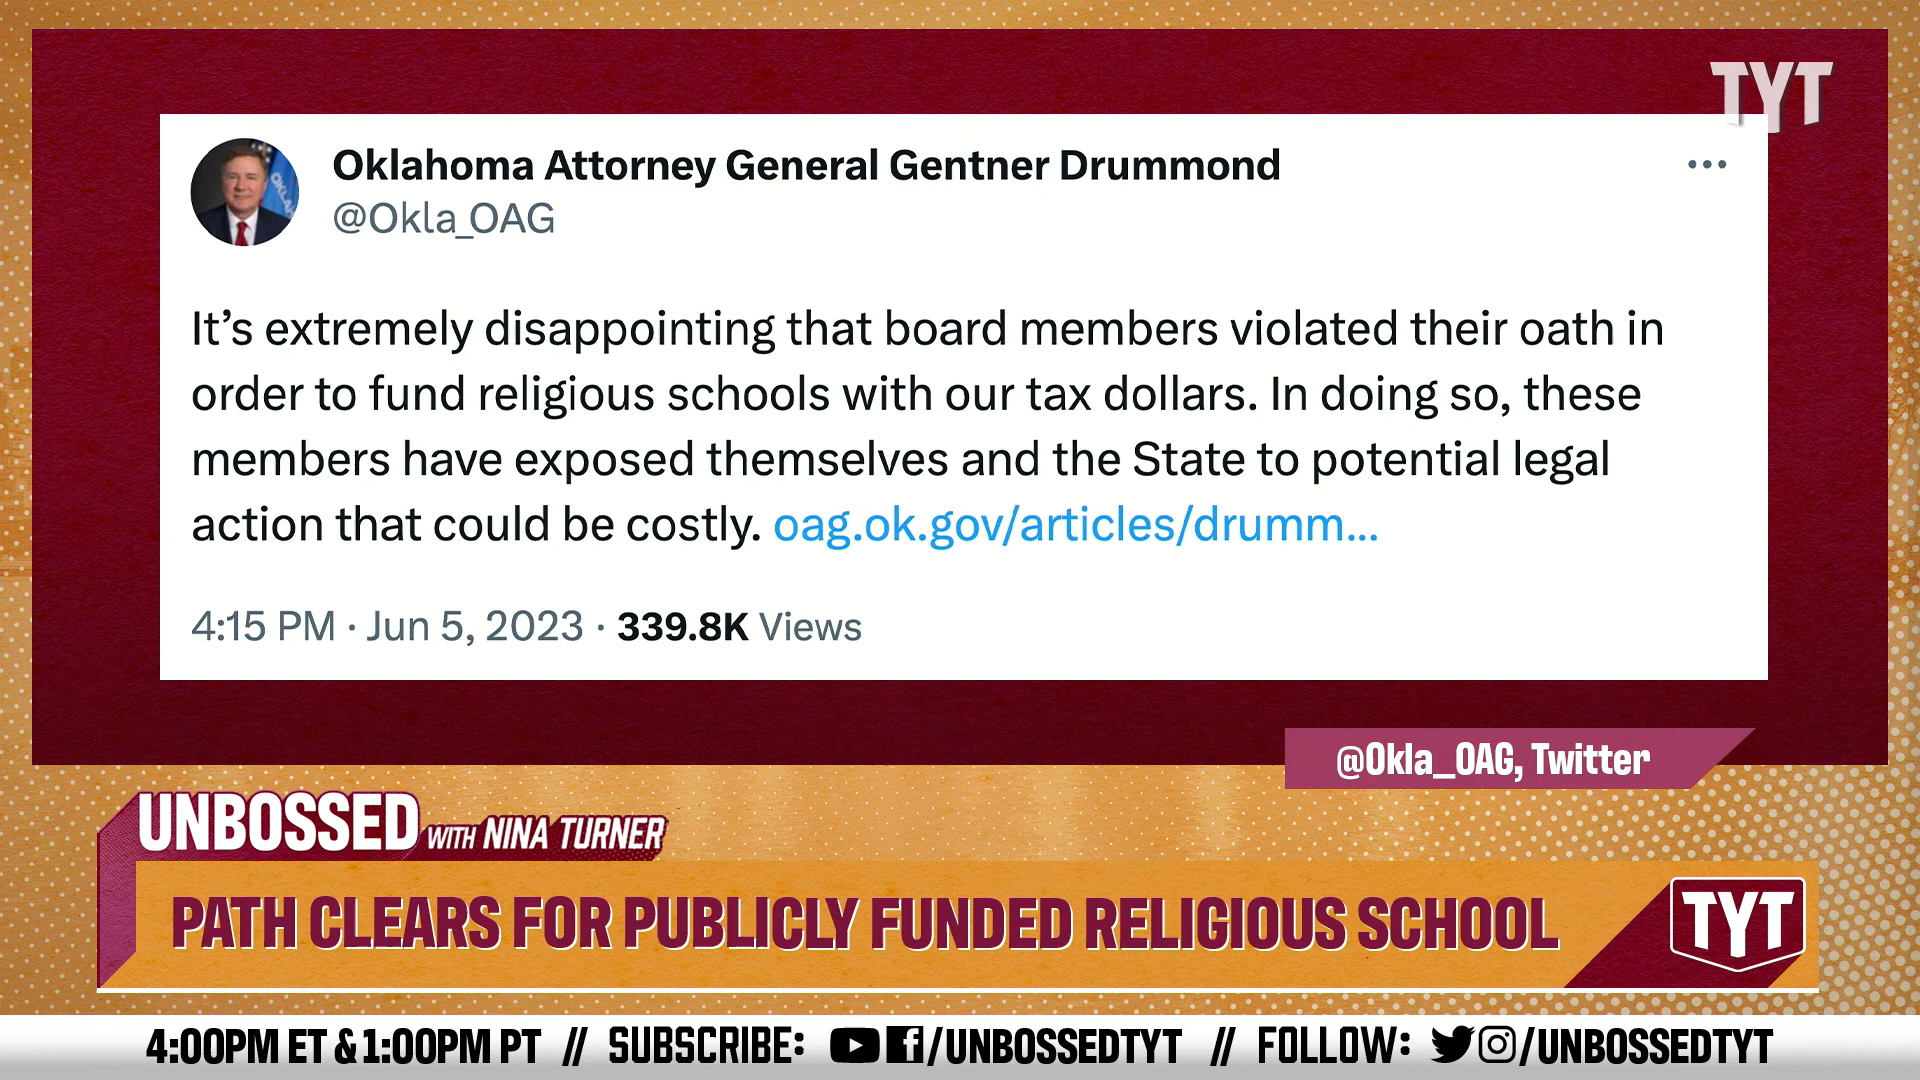 TYT
Oklahoma Attorney General Gentner Drummond
@Okla_OAG
It’s extremely disappointing that board members violated their oath in
order to fund religious schools with our tax dollars. In doing so, these
members have exposed themselves and the State to potential legal
action that could be costly. oag.ok.gov/articles/drumm...
4:15 PM · Jun 5, 2023 · 339.8K Views
@Okla_OAG, Twitter
UNBOSSED WITH NINA TURNER
PATH CLEARS FOR PUBLICLY FUNDED RELIGIOUS SCHOOL
TYT
4:00PM ET & 1:00PM PT // SUBSCRIBE: /UNBOSSEDTYT // FOLLOW: /UNBOSSEDTYT